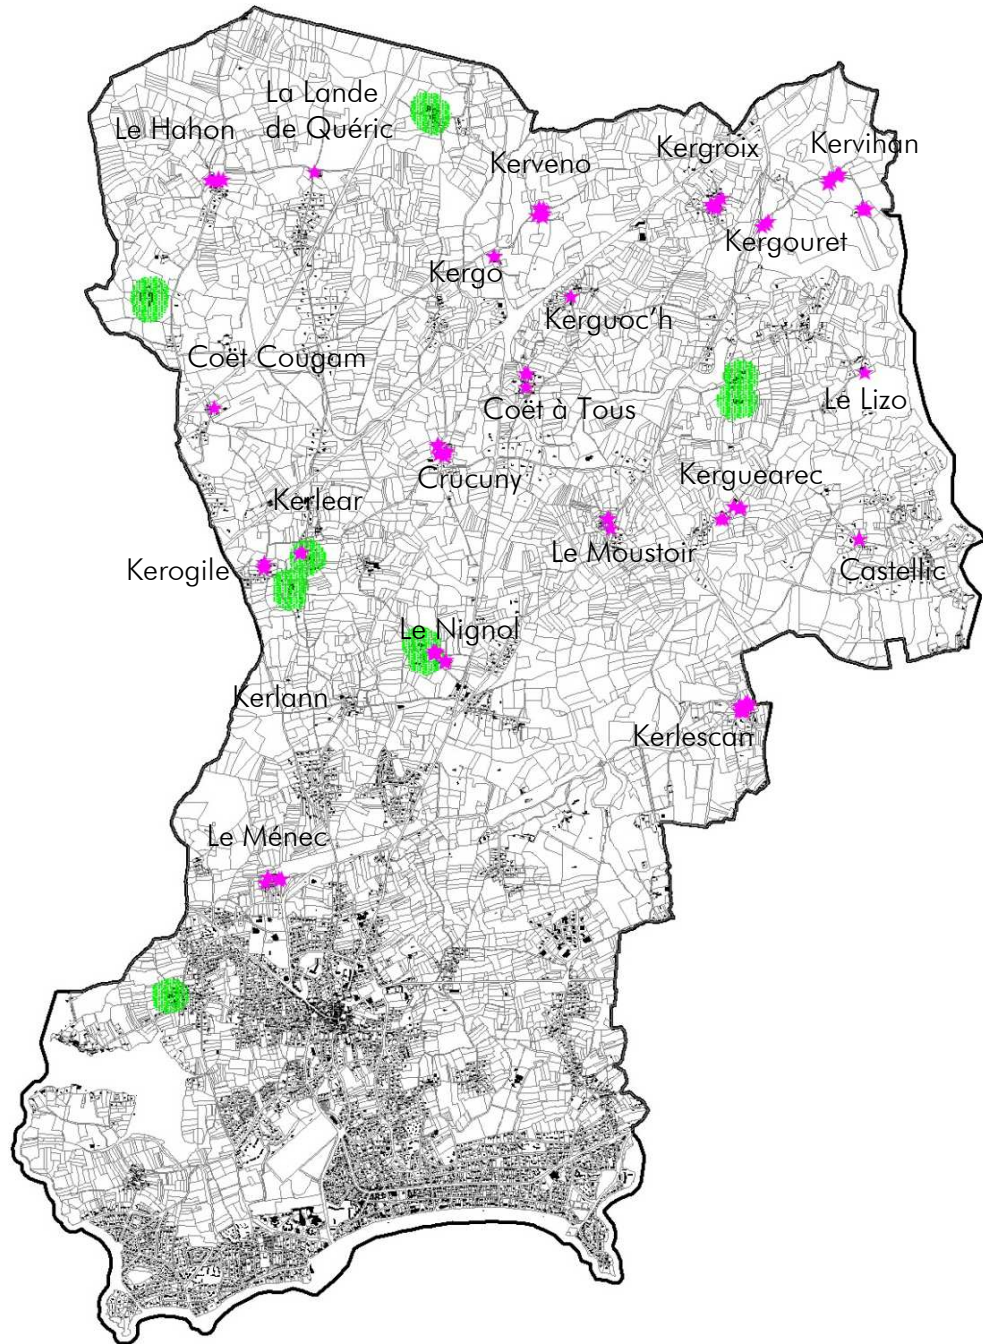 La Lande
de Quéric
Le Hahon
Kerveno
Kergroix
Kervihan
Kergouret
Kergo
Kerguoc'h
Coët Cougam
Coët à Tous
Le Lizo
Crucuny
Kerguearec
Kerlear
Le Moustoir
Kerogile
Castellic
Le Nignol
Kerlann
Kerlescan
Le Ménec